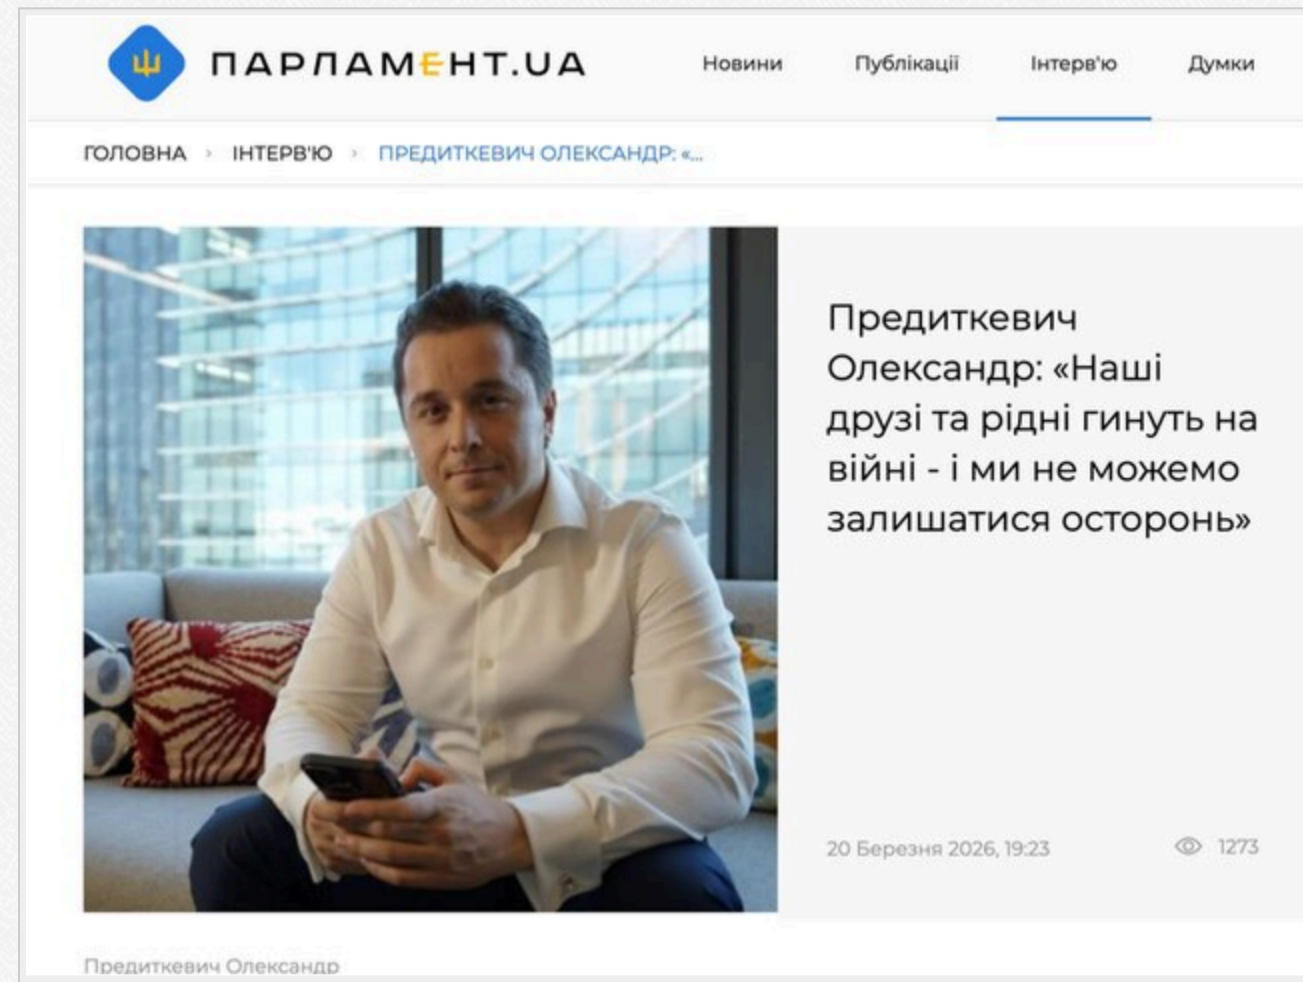 ПАРЛАМЕНТ.UA
Новини Публікації Інтерв'ю Думки
ГОЛОВНА › ІНТЕРВ'Ю › ПРЕДИТКЕВИЧ ОЛЕКСАНДР: «...
Предиткевич
Олександр: «Наші
друзі та рідні гинуть на
війні - і ми не можемо
залишатися осторонь»
20 Березня 2026, 19:23 1273
Предиткевич Олександр